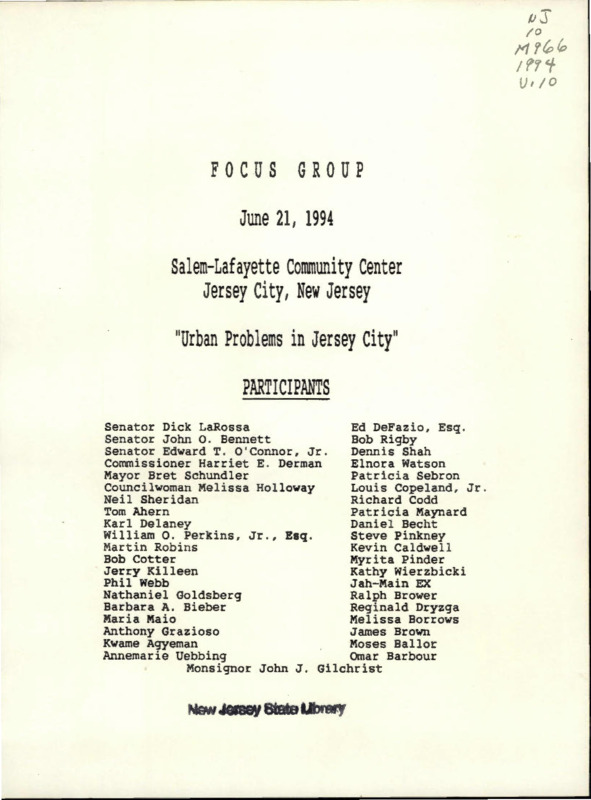 NJ
10
M966
1994
V.10
FOCUS GROUP
June 21, 1994
Salem-Lafayette Community Center
Jersey City, New Jersey
"Urban Problems in Jersey City"
PARTICIPANTS
Senator Dick LaRossa
Senator John O. Bennett
Senator Edward T. O'Connor, Jr.
Commissioner Harriet E. Derman
Mayor Bret Schundler
Councilwoman Melissa Holloway
Neil Sheridan
Tom Ahern
Karl Delaney
William O. Perkins, Jr., Esq.
Martin Robins
Bob Cotter
Jerry Killeen
Phil Webb
Nathaniel Goldsberg
Barbara A. Bieber
Maria Maio
Anthony Grazioso
Kwame Agyeman
Annemarie Uebbing
Ed DeFazio, Esq.
Bob Rigby
Dennis Shah
Elnora Watson
Patricia Sebron
Louis Copeland, Jr.
Richard Codd
Patricia Maynard
Daniel Becht
Steve Pinkney
Kevin Caldwell
Myrita Pinder
Kathy Wierzbicki
Jah-Main EX
Ralph Brower
Reginald Dryzga
Melissa Borrows
James Brown
Moses Ballor
Omar Barbour
Monsignor John J. Gilchrist
New Jersey State Library